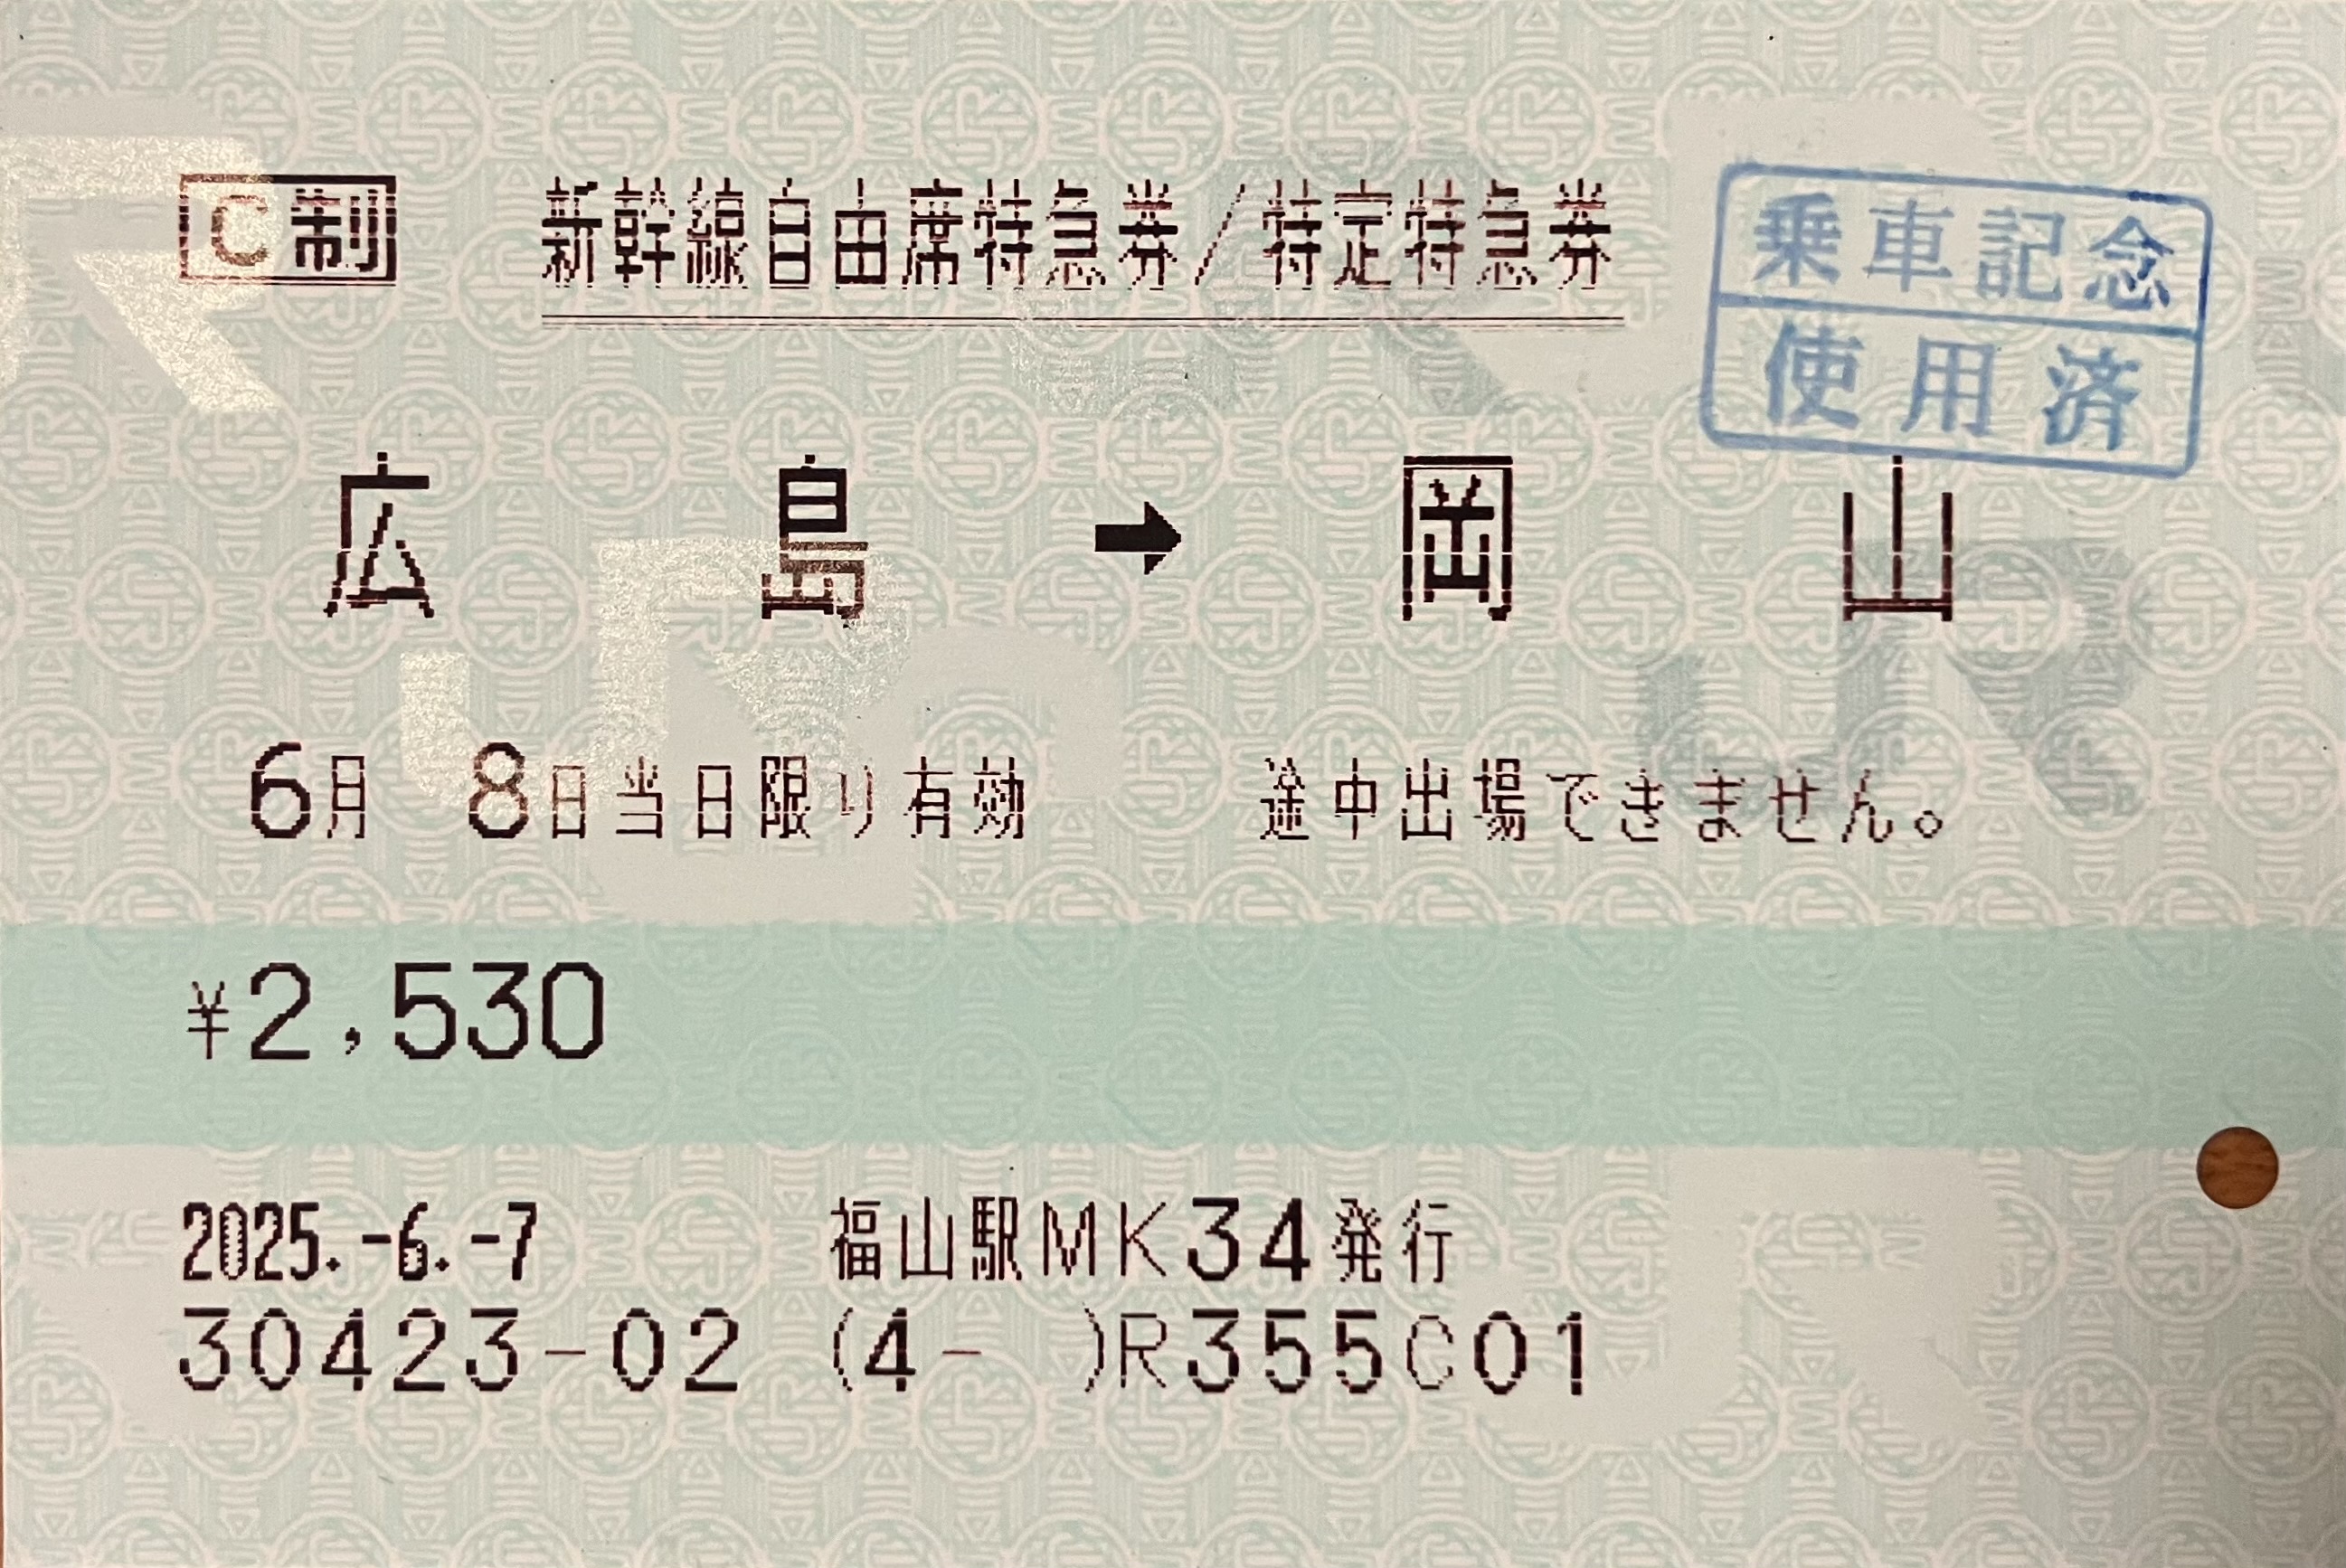 C制 新幹線自由席特急券/特定特急券
乗車記念
使用済
広島➡岡山
6月 8日当日限り有効 途中出場できません。
¥2,530
2025.-6.-7 福山駅MK34発行
30423-02 (4- )R355C01